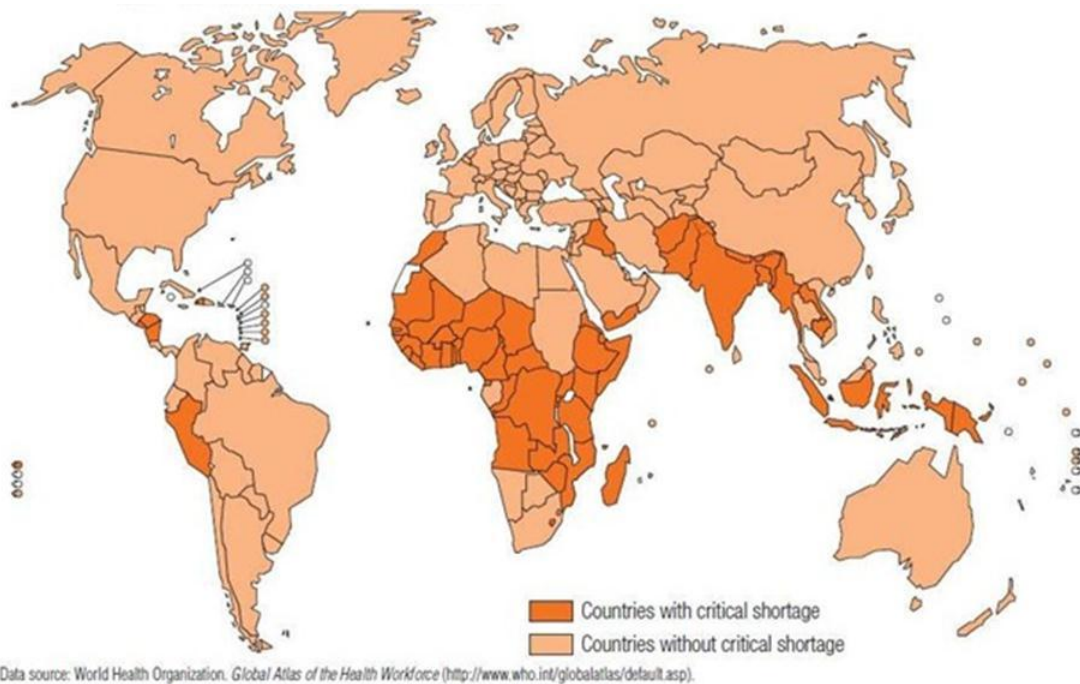 Countries with critical shortage
Countries without critical shortage
Data source: World Health Organization. Global Atlas of the Health Workforce (http://www.who.int/globalatlas/default.asp).